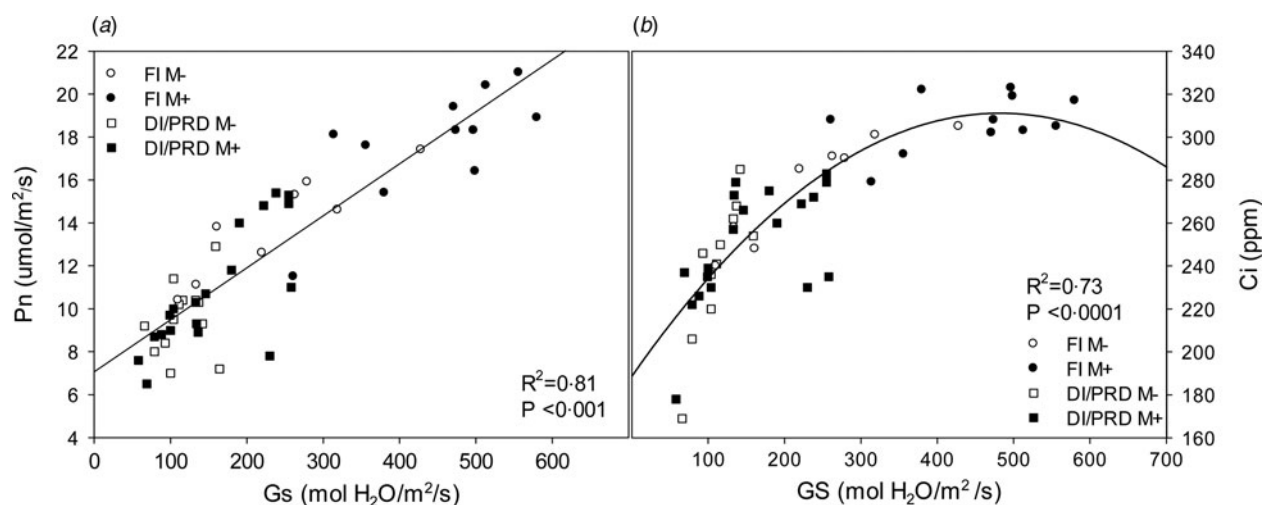 (a)
22
20
18
16
14
12
10
8
6
4
Pn (umol/m²/s)
FI M-
FI M+
DI/PRD M-
DI/PRD M+
R²=0·81
P <0·001
0 100 200 300 400 500 600
Gs (mol H₂O/m²/s)
(b)
340
320
300
280
260
240
220
200
180
160
Ci (ppm)
R²=0·73
P <0·0001
FI M-
FI M+
DI/PRD M-
DI/PRD M+
100 200 300 400 500 600 700
GS (mol H₂O/m²/s)